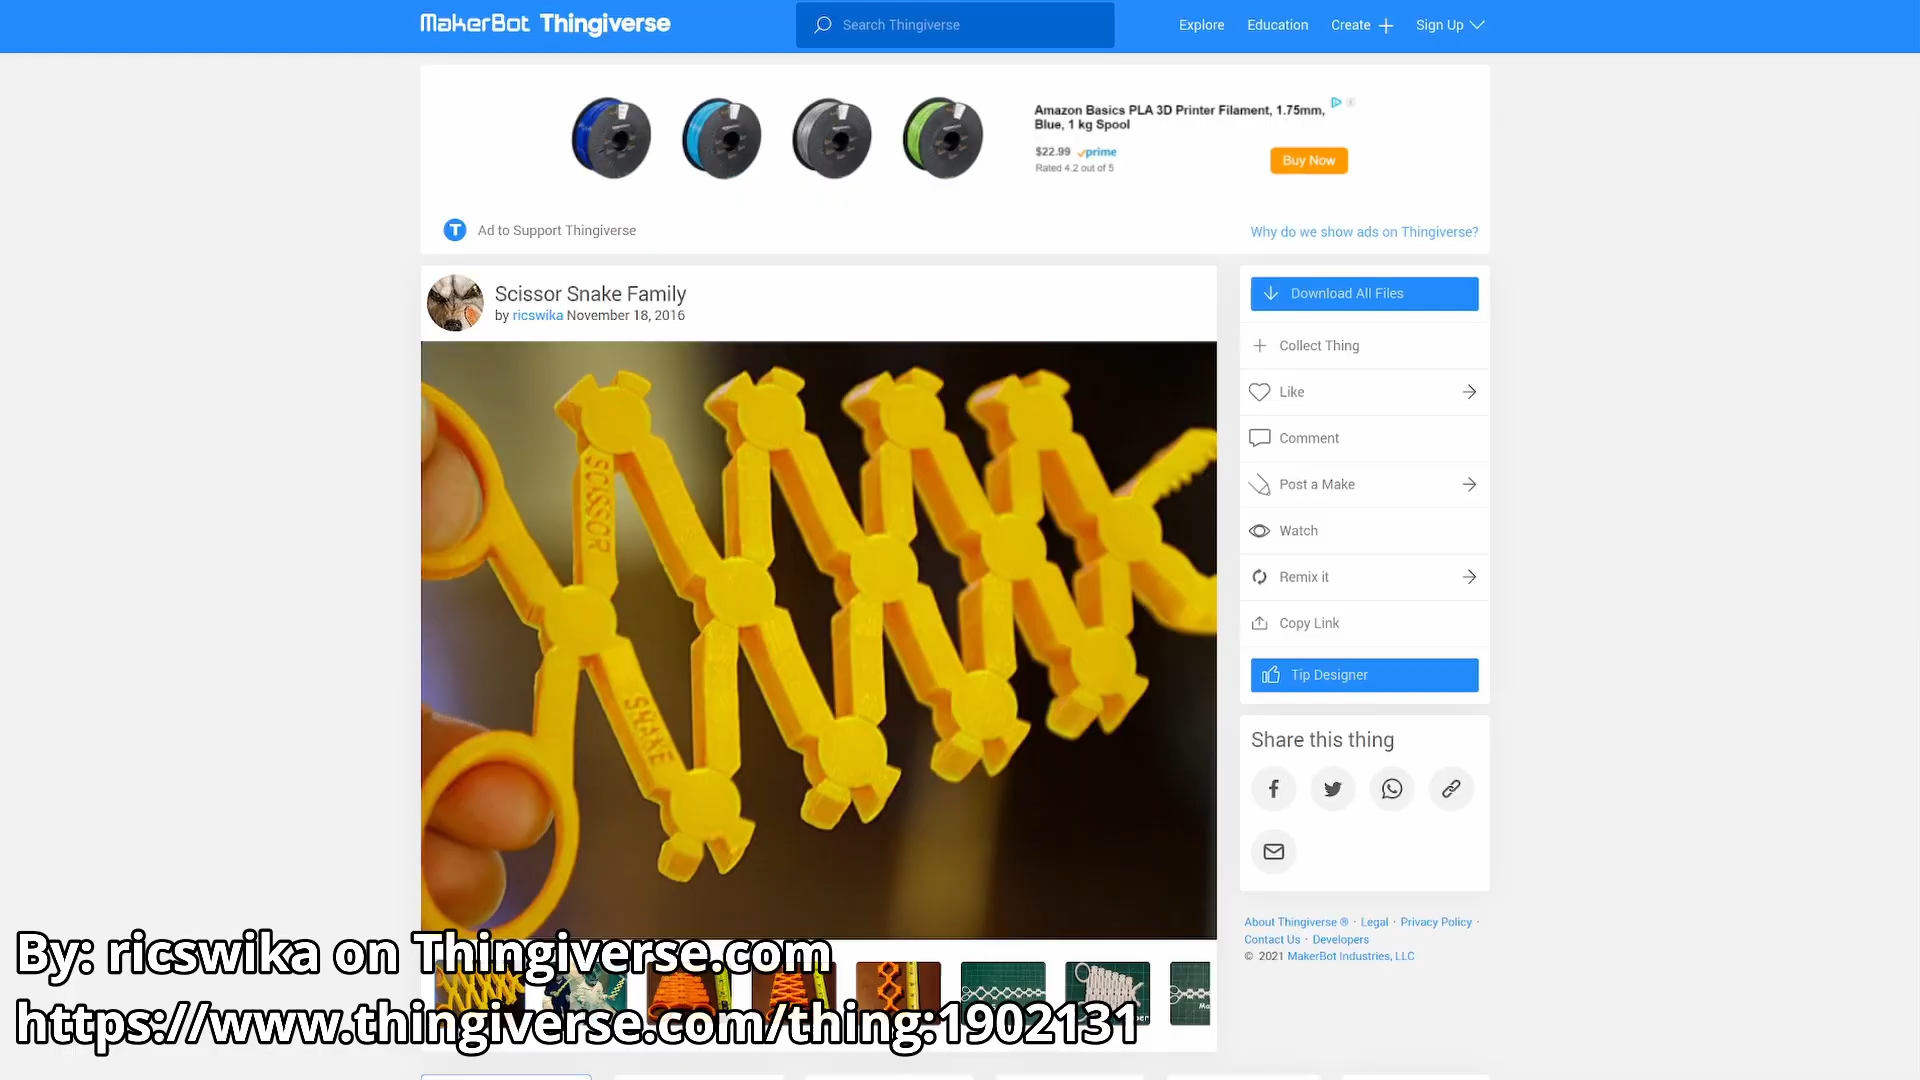 MakerBot Thingiverse
Search Thingiverse
Explore
Education
Create
Sign Up
Amazon Basics PLA 3D Printer Filament, 1.75mm,
Blue, 1 kg Spool
$22.99 prime
Rated 4.2 out of 5
Buy Now
T Ad to Support Thingiverse
Why do we show ads on Thingiverse?
Scissor Snake Family
by ricswika November 18, 2016
SCISSOR
SNAKE
Download All Files
Collect Thing
Like
Comment
Post a Make
Watch
Remix it
Copy Link
Tip Designer
Share this thing
About Thingiverse ® · Legal · Privacy Policy ·
Contact Us · Developers
© 2021 MakerBot Industries, LLC
By: ricswika on Thingiverse.com
https://www.thingiverse.com/thing:1902131